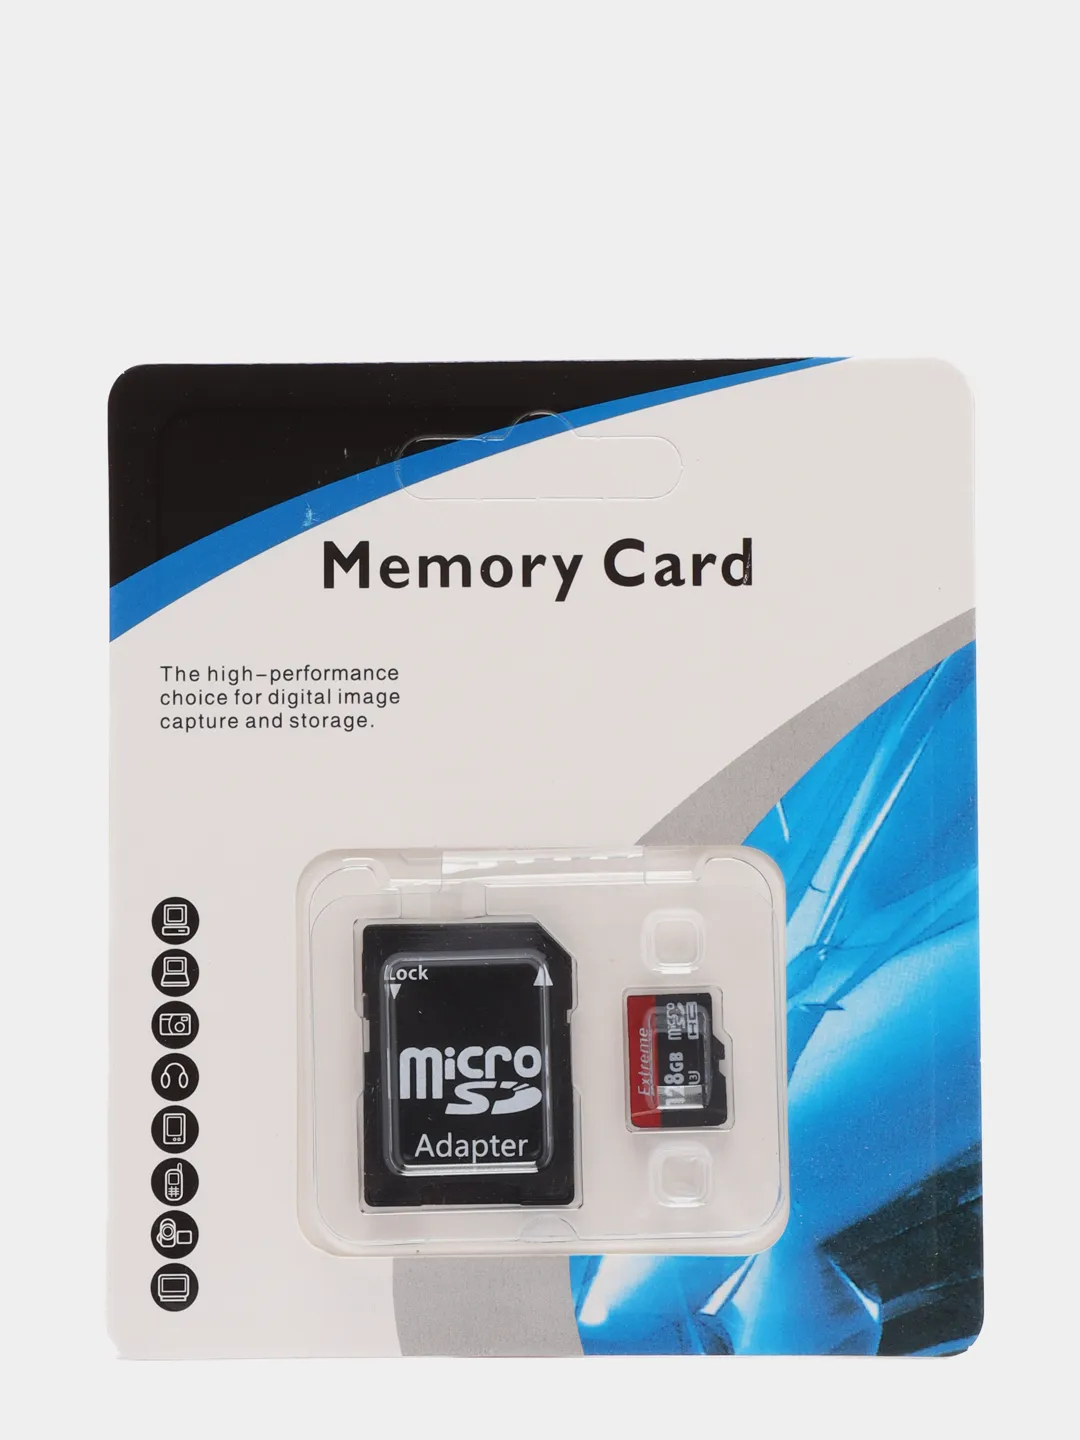 Memory Card
The high-performance
choice for digital image
capture and storage.
Lock
micro
SD
Adapter
Extreme
128GB
micro
SD
HC
U3